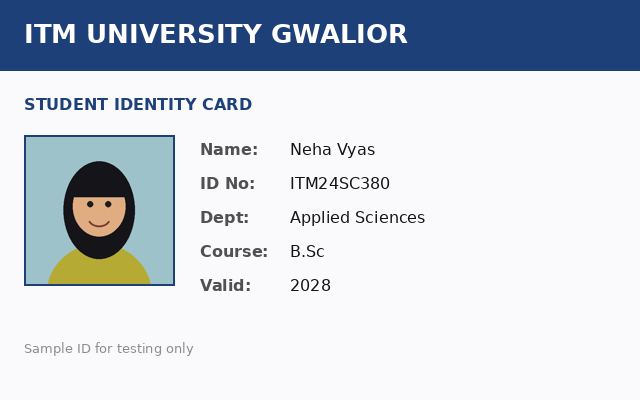 ITM UNIVERSITY GWALIOR
STUDENT IDENTITY CARD
Name: Neha Vyas
ID No: ITM24SC380
Dept: Applied Sciences
Course: B.Sc
Valid: 2028
Sample ID for testing only